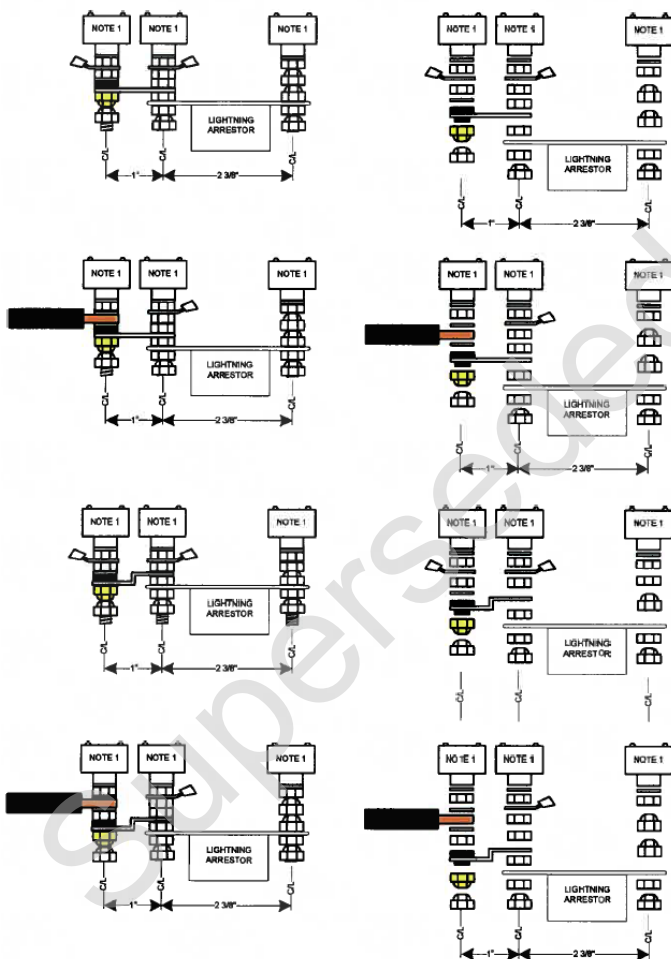 NOTE 1 NOTE 1 NOTE 1
LIGHTNING
ARRESTOR
C/L C/L C/L
1" 2 3/8"
NOTE 1 NOTE 1 NOTE 1
LIGHTNING
ARRESTOR
C/L C/L C/L
1" 2 3/8"
NOTE 1 NOTE 1 NOTE 1
LIGHTNING
ARRESTOR
C/L C/L C/L
1" 2 3/8"
NOTE 1 NOTE 1 NOTE 1
LIGHTNING
ARRESTOR
C/L C/L C/L
1" 2 3/8"
NOTE 1 NOTE 1 NOTE 1
LIGHTNING
ARRESTOR
C/L C/L C/L
1" 2 3/8"
NOTE 1 NOTE 1 NOTE 1
LIGHTNING
ARRESTOR
C/L C/L C/L
NOTE 1 NOTE 1 NOTE 1
LIGHTNING
ARRESTOR
C/L C/L C/L
1" 2 3/8"
NOTE 1 NOTE 1 NOTE 1
LIGHTNING
ARRESTOR
C/L C/L C/L
1" 2 3/8"
Superseded